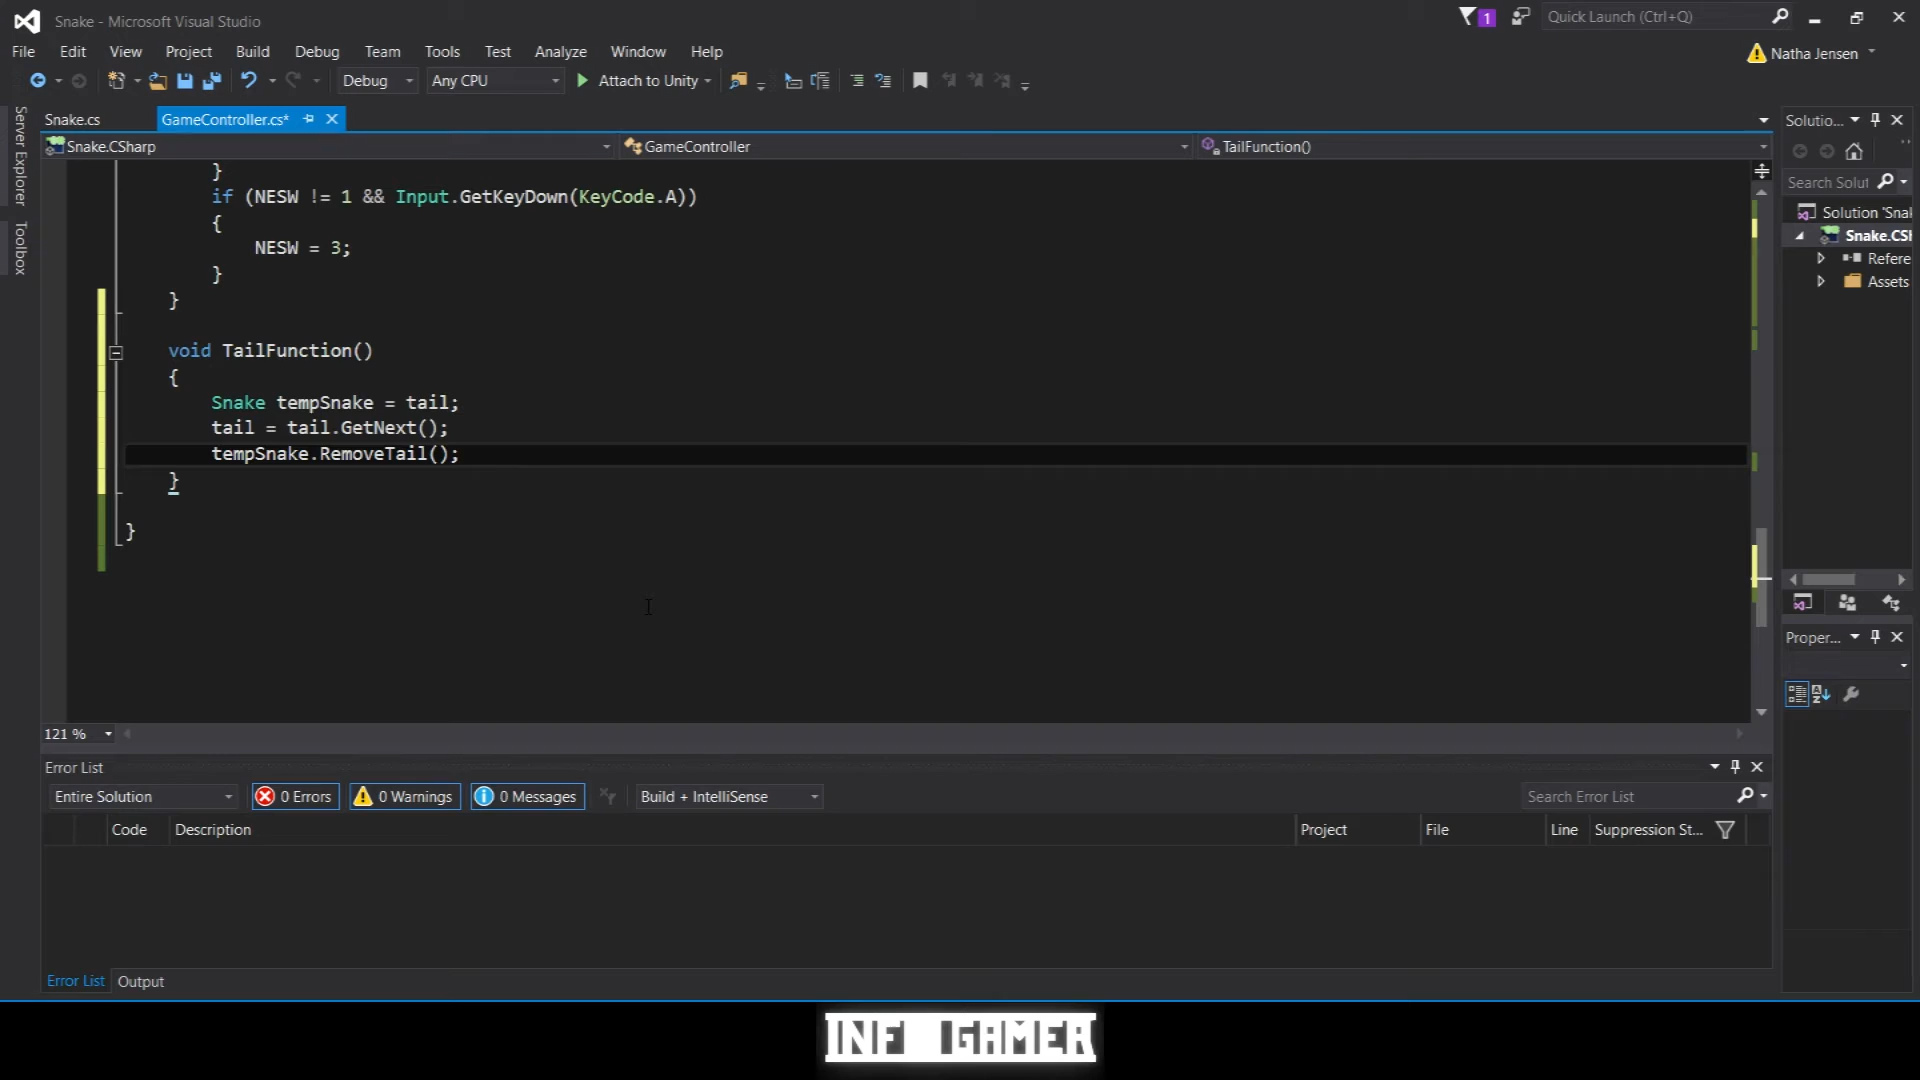 Snake - Microsoft Visual Studio
1
Quick Launch (Ctrl+Q)
File Edit View Project Build Debug Team Tools Test Analyze Window Help
Natha Jensen
Debug Any CPU Attach to Unity
Server Explorer
Toolbox
Snake.cs GameController.cs*
Snake.CSharp GameController TailFunction()
}
if (NESW != 1 && Input.GetKeyDown(KeyCode.A))
{
NESW = 3;
}
}
void TailFunction()
{
Snake tempSnake = tail;
tail = tail.GetNext();
tempSnake.RemoveTail();
}
}
121 %
Solutio...
Search Solut
Solution 'Snal
Snake.CSh
Refere
Assets
Proper...
Error List
Entire Solution 0 Errors 0 Warnings 0 Messages Build + IntelliSense Search Error List
Code Description Project File Line Suppression St...
Error List Output
INF GAMER